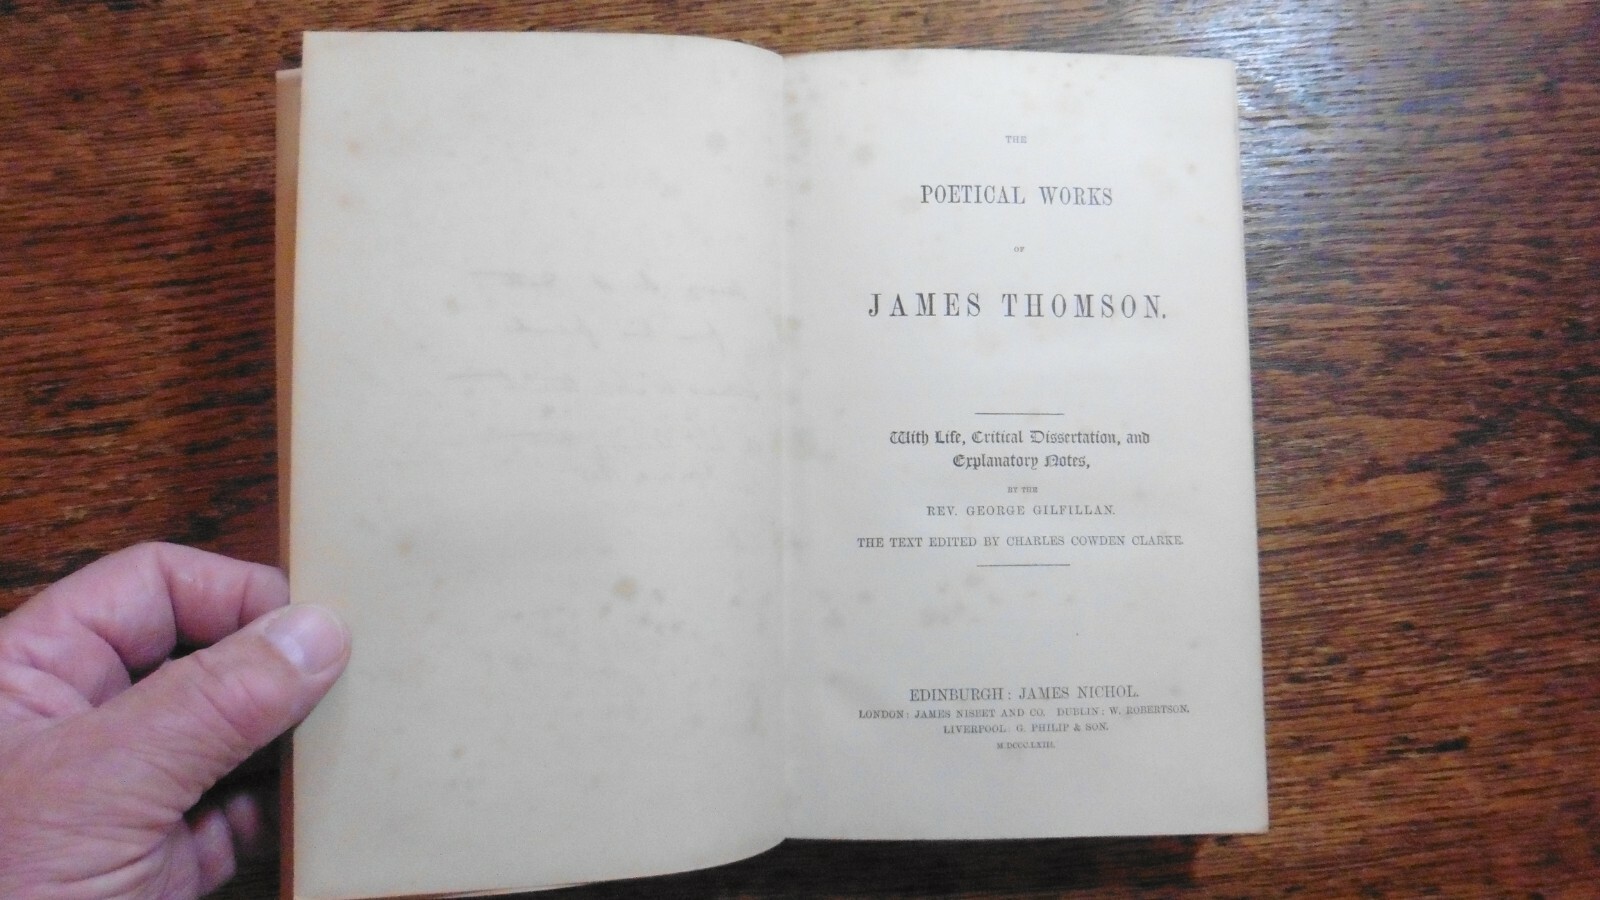 THE
POETICAL WORKS
OF
JAMES THOMSON.
With Life, Critical Dissertation, and
Explanatory Notes,
BY THE
REV. GEORGE GILFILLAN.
THE TEXT EDITED BY CHARLES COWDEN CLARKE.
EDINBURGH: JAMES NICHOL.
LONDON: JAMES NISBET AND CO. DUBLIN: W. ROBERTSON.
LIVERPOOL: G. PHILIP & SON.
M.DCCC.LXIII.